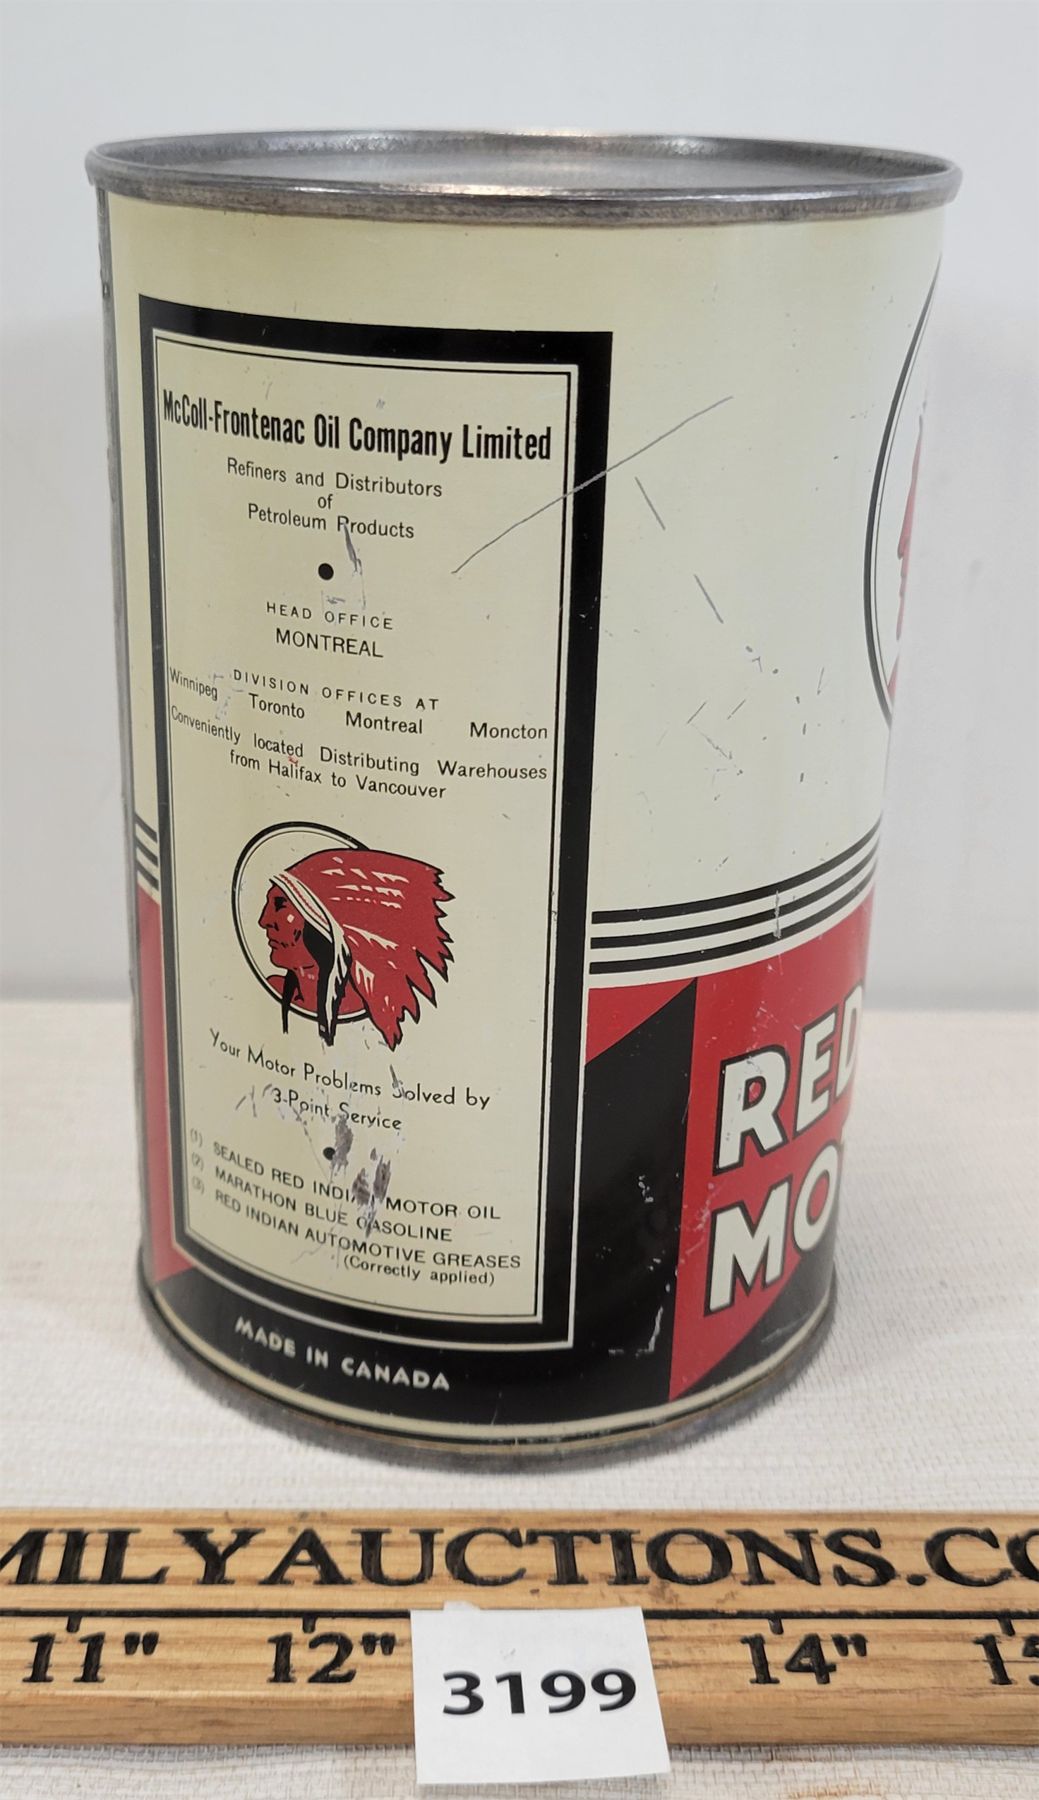 McColl-Frontenac Oil Company Limited
Refiners and Distributors
of
Petroleum Products
HEAD OFFICE
MONTREAL
DIVISION OFFICES AT
Winnipeg Toronto Montreal Moncton
Conveniently located Distributing Warehouses
from Halifax to Vancouver
Your Motor Problems Solved by
3-Point Service
(1) SEALED RED INDIAN MOTOR OIL
(2) MARATHON BLUE GASOLINE
(3) RED INDIAN AUTOMOTIVE GREASES
(Correctly applied)
MADE IN CANADA
RED
MO
MILYAUCTIONS.CO
11" 12" 14" 15
3199